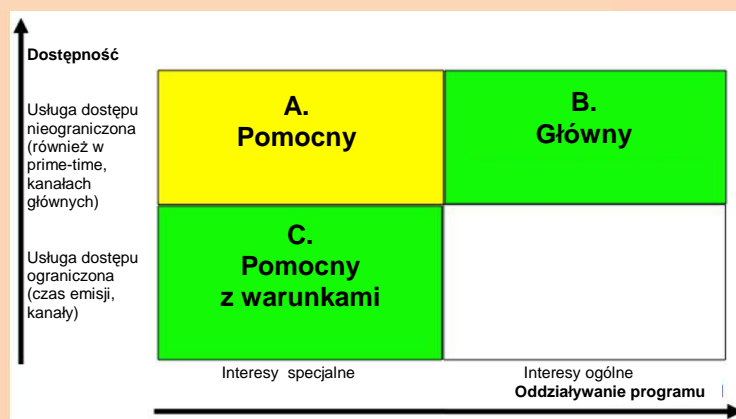 Dostępność
Usługa dostępu
nieograniczona
(również w
prime-time,
kanałach
głównych)
A.
Pomocny
B.
Główny
Usługa dostępu
ograniczona
(czas emisji,
kanały)
C.
Pomocny
z warunkami
Interesy specjalne
Interesy ogólne
Oddziaływanie programu